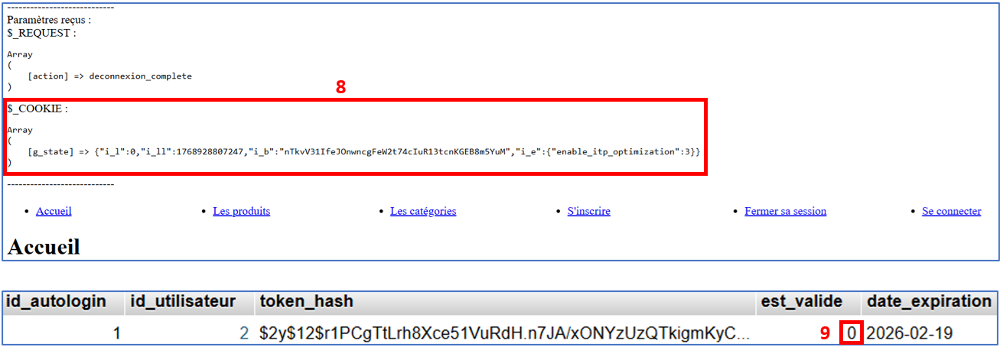 ----------------------------
Paramètres reçus :
$_REQUEST :
Array
(
    [action] => deconnexion_complete
)
8
$_COOKIE :
Array
(
    [g_state] => {"i_l":0,"i_ll":1768928807247,"i_b":"nTkvV31IfeJOnwncgFeW2t74cIuR13tcnKGEB8m5YuM","i_e":{"enable_itp_optimization":3}}
)
----------------------------
• Accueil • Les produits • Les catégories • S'inscrire • Fermer sa session • Se connecter
Accueil
id_autologin id_utilisateur token_hash est_valide date_expiration
1 2 $2y$12$r1PCgTtLrh8Xce51VuRdH.n7JA/xONYzUzQTkigmKyC... 9 0 2026-02-19